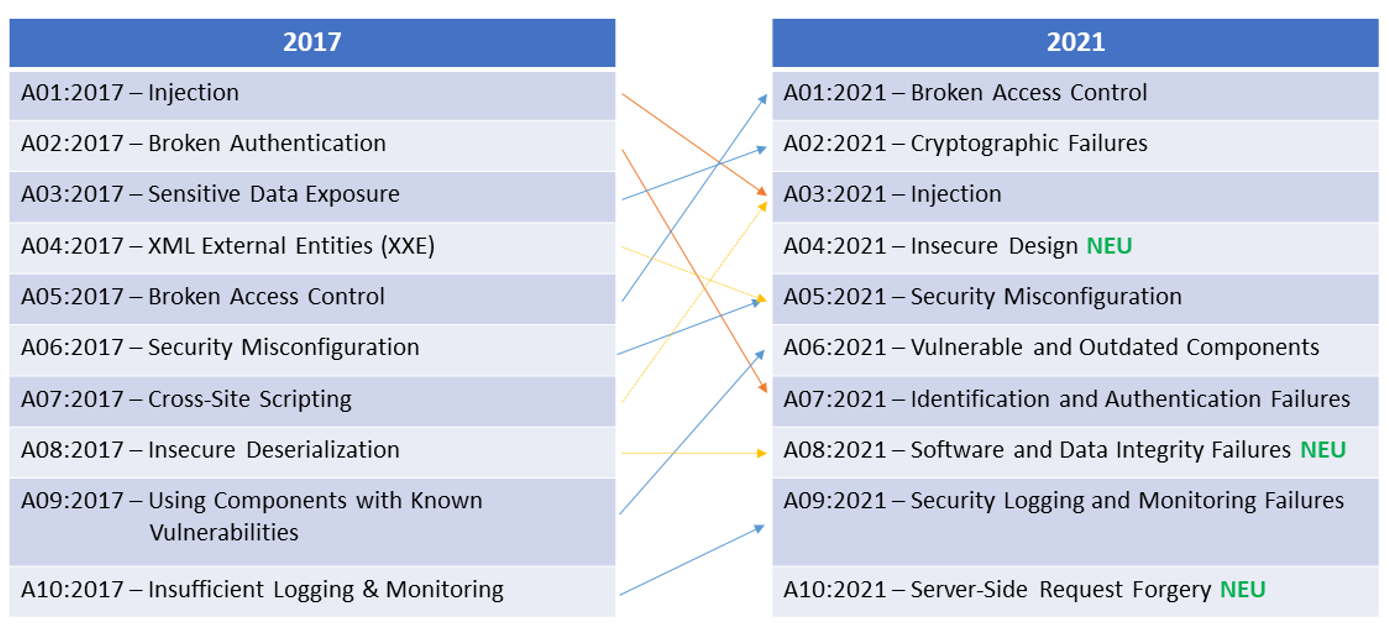 2017
A01:2017 – Injection
A02:2017 – Broken Authentication
A03:2017 – Sensitive Data Exposure
A04:2017 – XML External Entities (XXE)
A05:2017 – Broken Access Control
A06:2017 – Security Misconfiguration
A07:2017 – Cross-Site Scripting
A08:2017 – Insecure Deserialization
A09:2017 – Using Components with Known
Vulnerabilities
A10:2017 – Insufficient Logging & Monitoring
2021
A01:2021 – Broken Access Control
A02:2021 – Cryptographic Failures
A03:2021 – Injection
A04:2021 – Insecure Design NEU
A05:2021 – Security Misconfiguration
A06:2021 – Vulnerable and Outdated Components
A07:2021 – Identification and Authentication Failures
A08:2021 – Software and Data Integrity Failures NEU
A09:2021 – Security Logging and Monitoring Failures
A10:2021 – Server-Side Request Forgery NEU